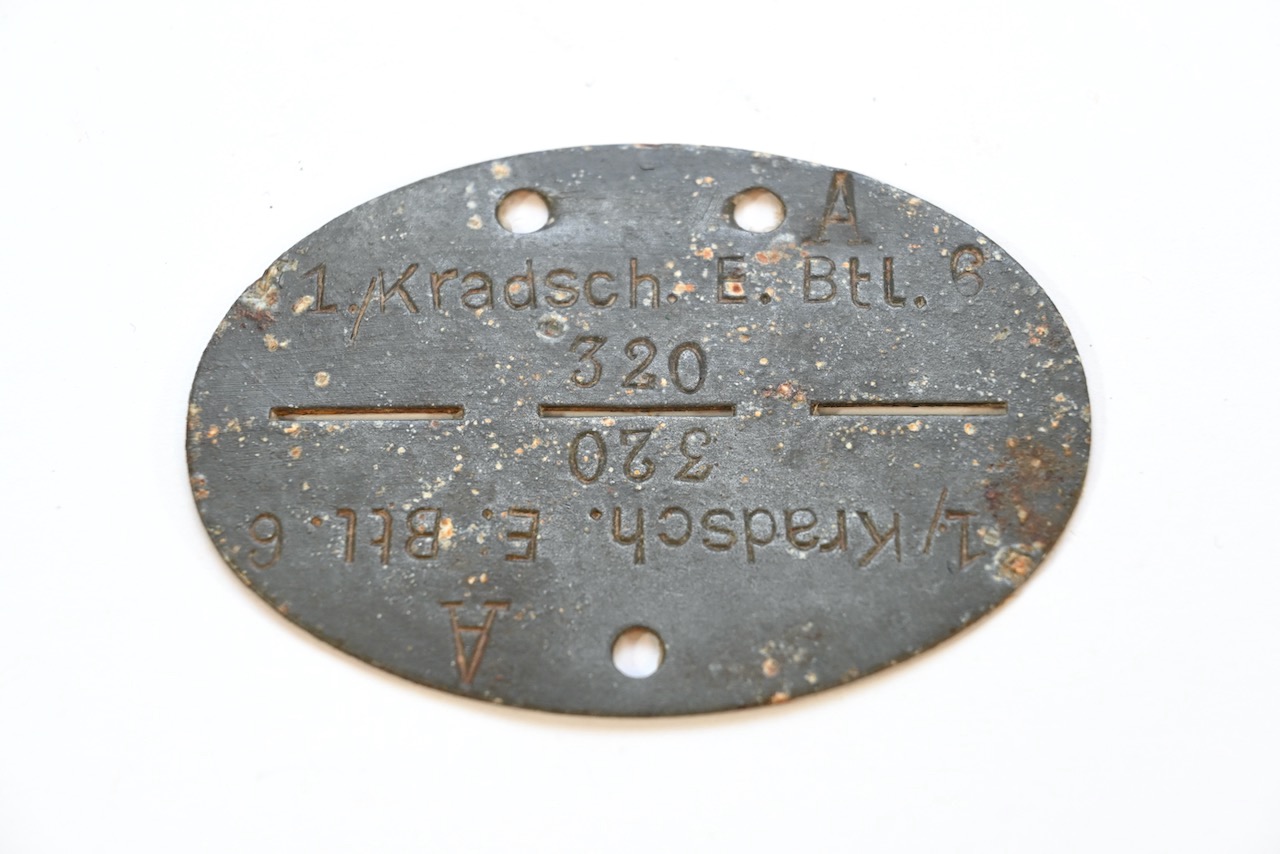 A
1./Kradsch. E. Btl. 6
320
320
1/Kradsch. E. Btl. 6
A